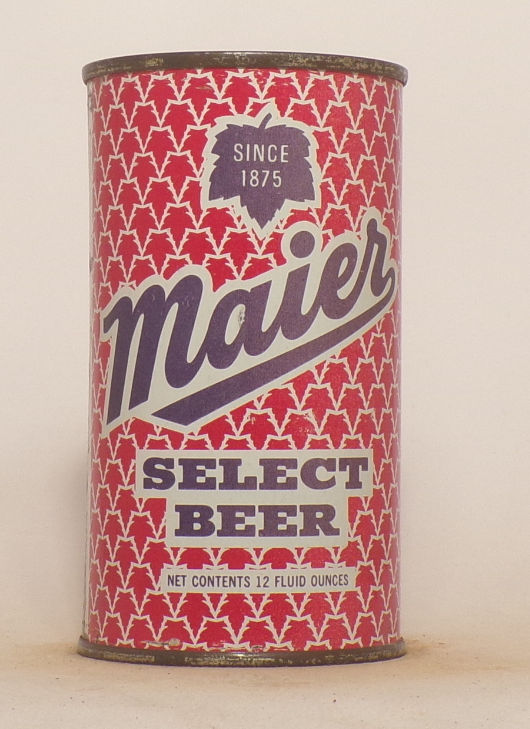 SINCE
1875
Maier
SELECT
BEER
NET CONTENTS 12 FLUID OUNCES